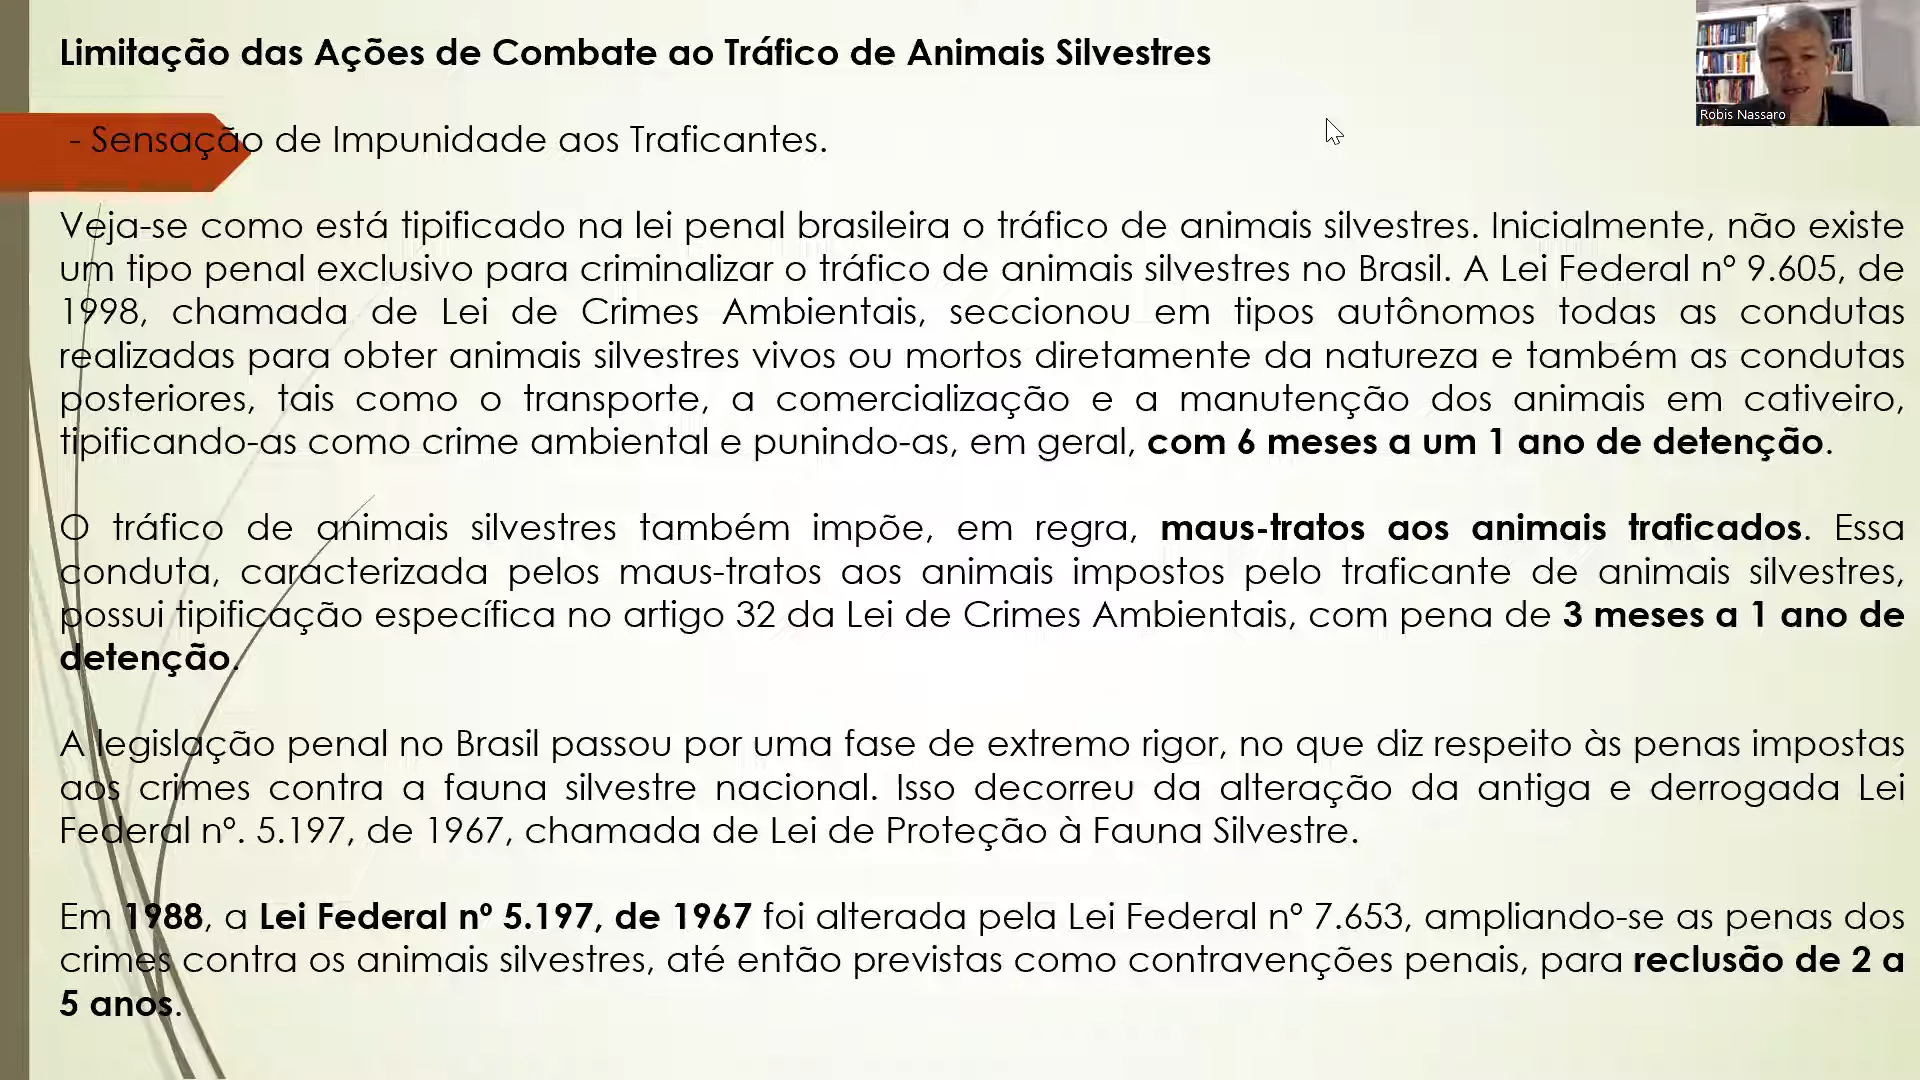 Limitação das Ações de Combate ao Tráfico de Animais Silvestres
Robis Nassaro
- Sensação de Impunidade aos Traficantes.
Veja-se como está tipificado na lei penal brasileira o tráfico de animais silvestres. Inicialmente, não existe
um tipo penal exclusivo para criminalizar o tráfico de animais silvestres no Brasil. A Lei Federal nº 9.605, de
1998, chamada de Lei de Crimes Ambientais, seccionou em tipos autônomos todas as condutas
realizadas para obter animais silvestres vivos ou mortos diretamente da natureza e também as condutas
posteriores, tais como o transporte, a comercialização e a manutenção dos animais em cativeiro,
tipificando-as como crime ambiental e punindo-as, em geral, com 6 meses a um 1 ano de detenção.
O tráfico de animais silvestres também impõe, em regra, maus-tratos aos animais traficados. Essa
conduta, caracterizada pelos maus-tratos aos animais impostos pelo traficante de animais silvestres,
possui tipificação específica no artigo 32 da Lei de Crimes Ambientais, com pena de 3 meses a 1 ano de
detenção.
A legislação penal no Brasil passou por uma fase de extremo rigor, no que diz respeito às penas impostas
aos crimes contra a fauna silvestre nacional. Isso decorreu da alteração da antiga e derrogada Lei
Federal nº. 5.197, de 1967, chamada de Lei de Proteção à Fauna Silvestre.
Em 1988, a Lei Federal nº 5.197, de 1967 foi alterada pela Lei Federal nº 7.653, ampliando-se as penas dos
crimes contra os animais silvestres, até então previstas como contravenções penais, para reclusão de 2 a
5 anos.